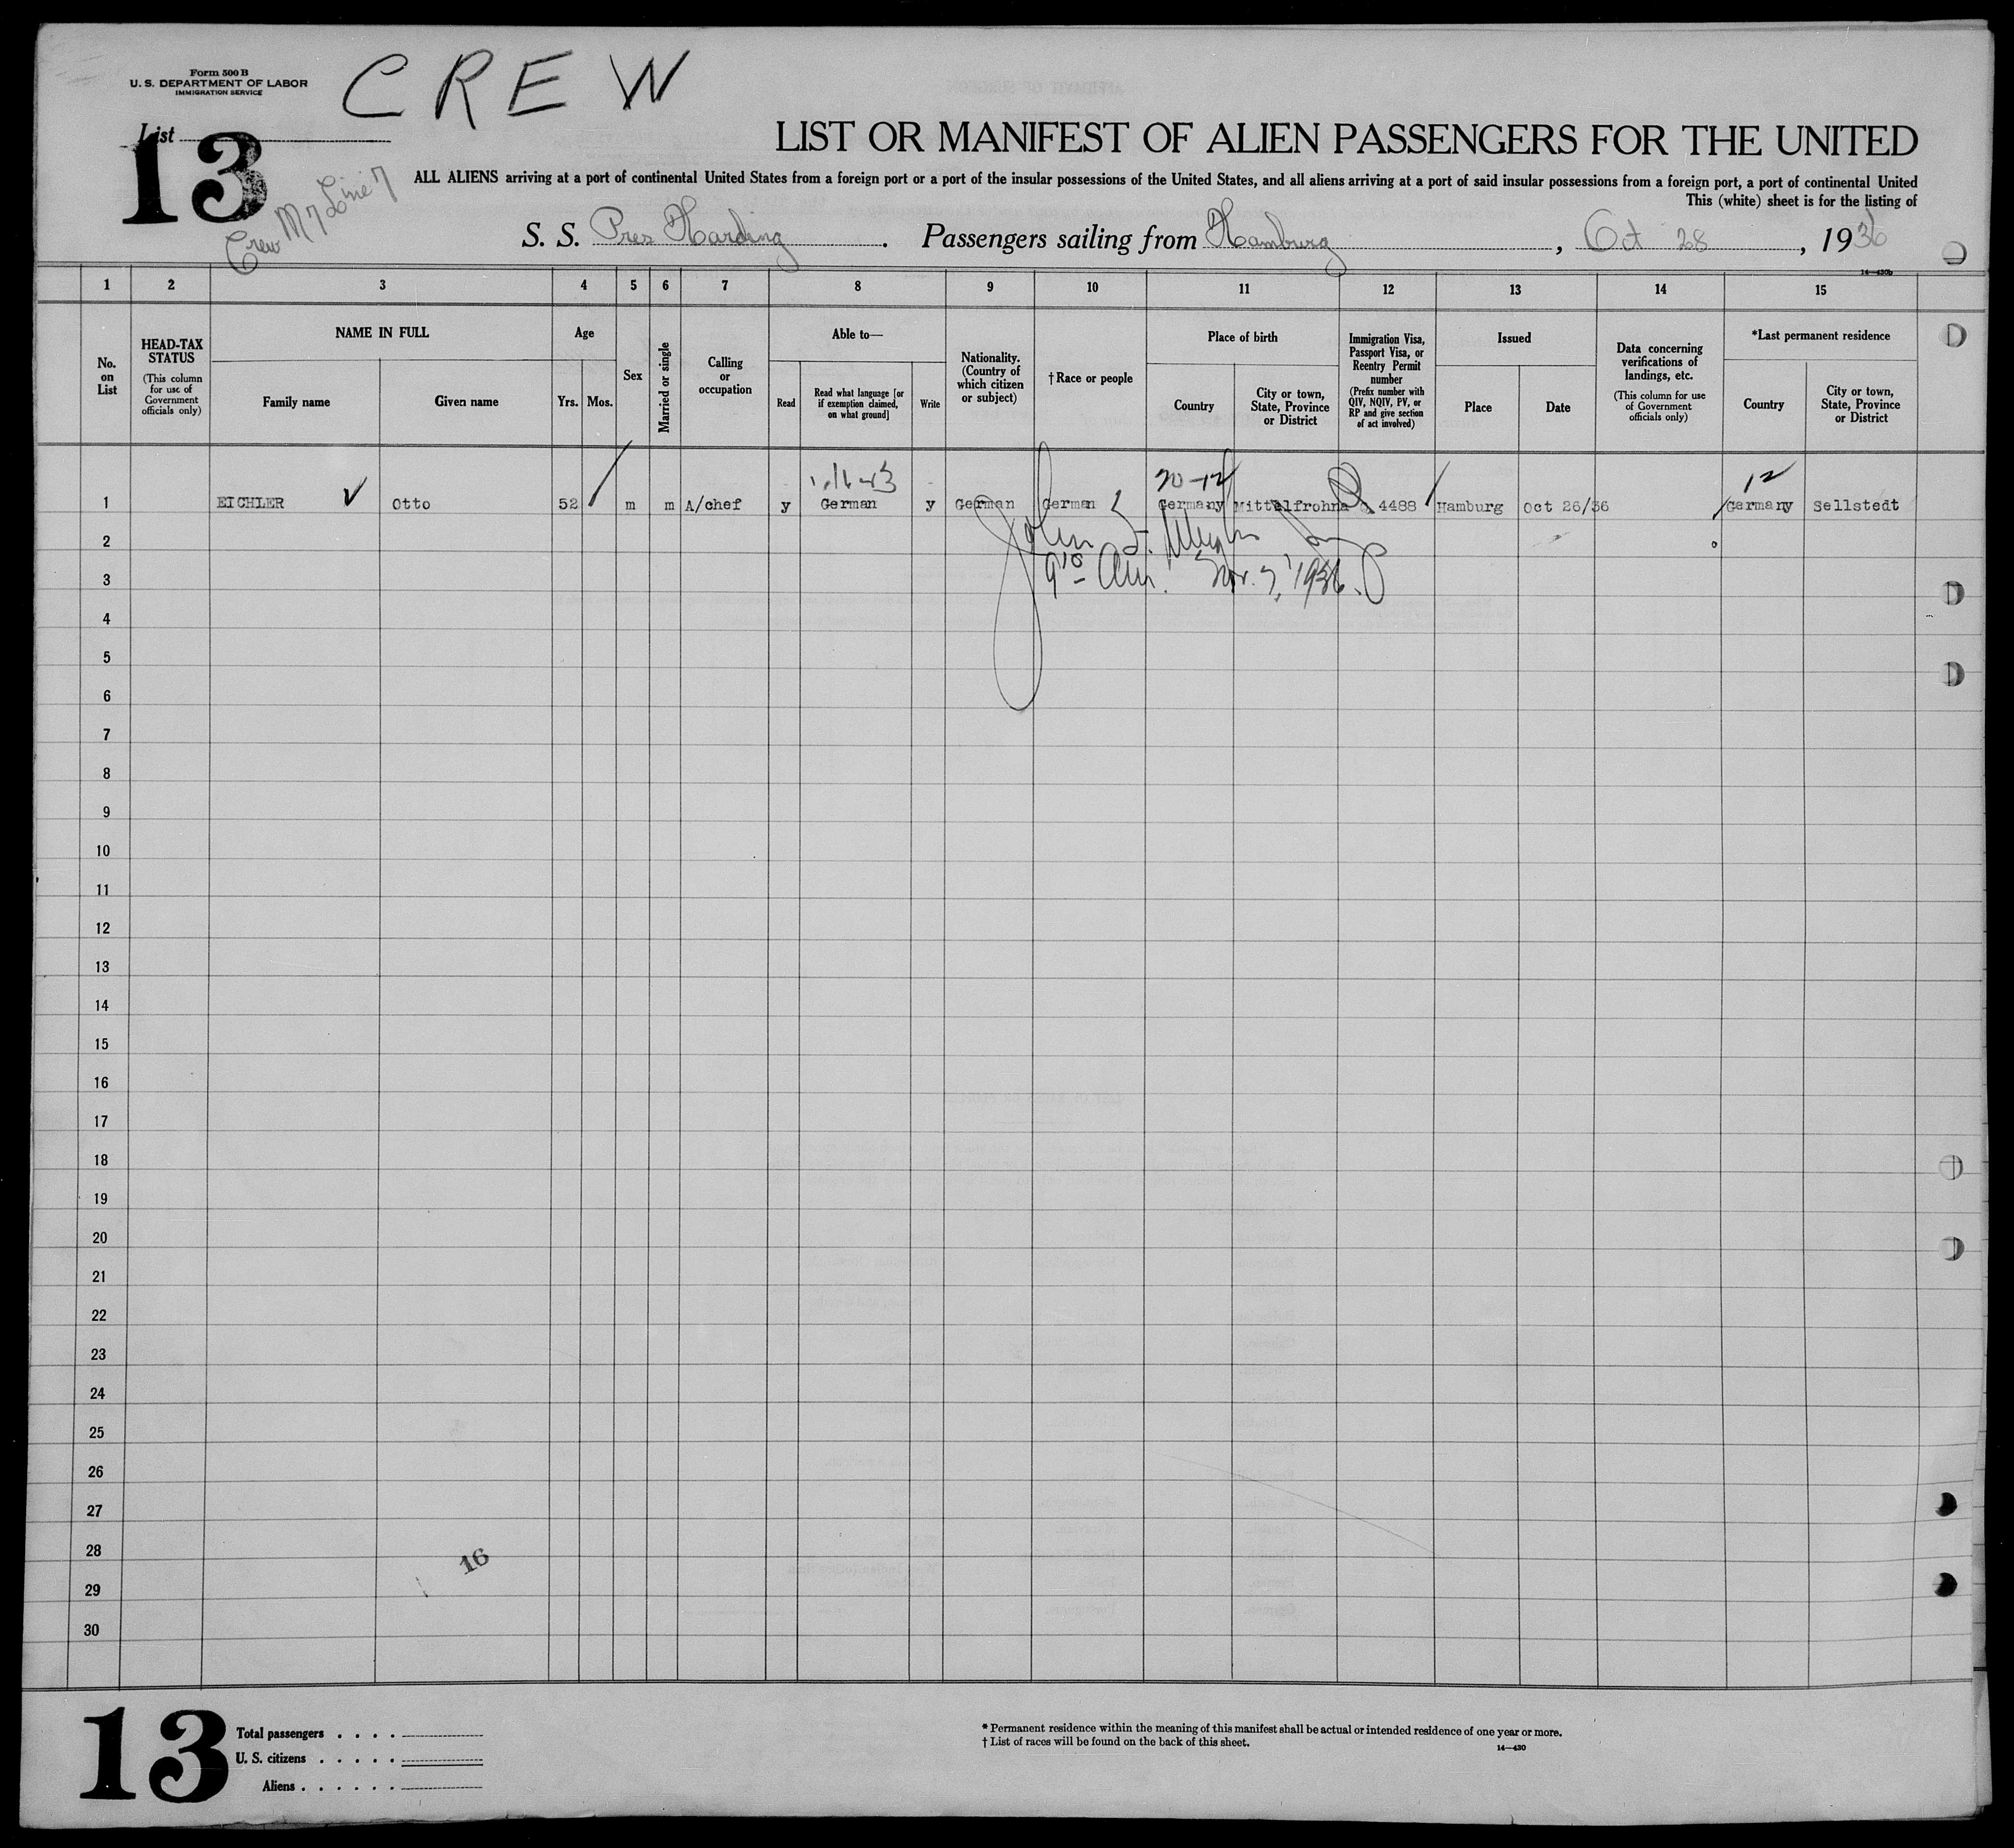 Form 500 B
U. S. DEPARTMENT OF LABOR
IMMIGRATION SERVICE
CREW
List
13
Crew M 7 Line 7
LIST OR MANIFEST OF ALIEN PASSENGERS FOR THE UNITED
ALL ALIENS arriving at a port of continental United States from a foreign port or a port of the insular possessions of the United States, and all aliens arriving at a port of said insular possessions from a foreign port, a port of continental United
This (white) sheet is for the listing of
S. S. Pres Harding . Passengers sailing from Hamburg , Oct 28 , 1936
14—430b
1 2 3 4 5 6 7 8 9 10 11 12 13 14 15
No. on List
HEAD-TAX STATUS
(This column for use of Government officials only)
NAME IN FULL
Family name
Given name
Age
Yrs. Mos.
Sex
Married or single
Calling or occupation
Able to—
Read
Read what language [or if exemption claimed, on what ground]
Write
Nationality. (Country of which citizen or subject)
† Race or people
Place of birth
Country
City or town, State, Province or District
Immigration Visa, Passport Visa, or Reentry Permit number
(Prefix number with QIV, NQIV, PV, or RP and give section of act involved)
Issued
Place
Date
Data concerning verifications of landings, etc.
(This column for use of Government officials only)
*Last permanent residence
Country
City or town, State, Province or District
20-12 12
1 EICHLER Otto 52 m m A/chef y German y German German Germany Mittelfrohna 4488 Hamburg Oct 26/36 Germany Sellstedt
2
John
3
Nov. 7, 1936.
4
5
6
7
8
9
10
11
12
13
14
15
16
17
18
19
20
21
22
23
24
25
26
27
28
16
29
30
13
Total passengers . . . .
U. S. citizens . . . . .
Aliens . . . . . .
* Permanent residence within the meaning of this manifest shall be actual or intended residence of one year or more.
† List of races will be found on the back of this sheet.
14—430